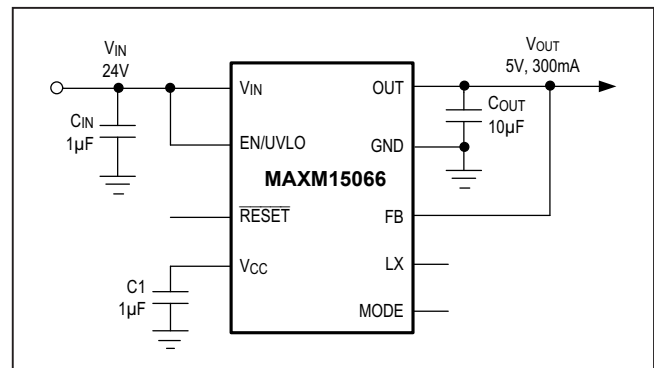 VIN
24V
CIN
1µF
VIN
EN/UVLO
RESET
VCC
C1
1µF
MAXM15066
OUT
GND
FB
LX
MODE
COUT
10µF
VOUT
5V, 300mA